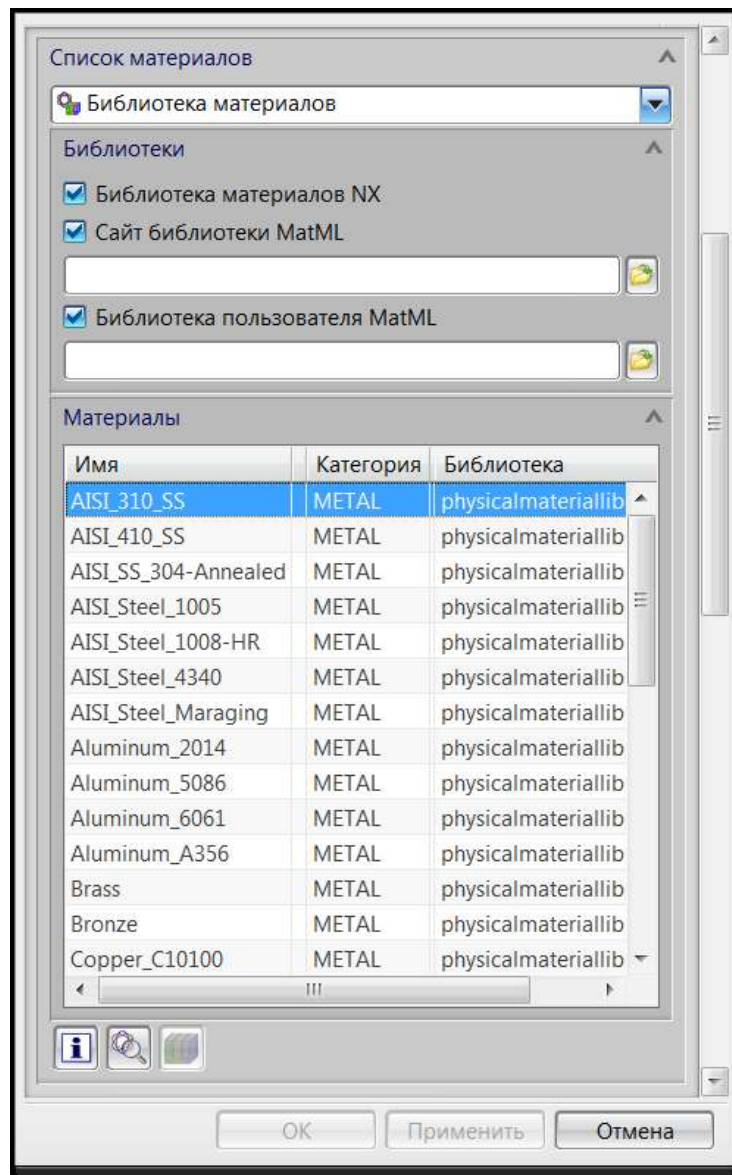 Список материалов
Библиотека материалов
Библиотеки
Библиотека материалов NX
Сайт библиотеки MatML
Библиотека пользователя MatML
Материалы
Имя Категория Библиотека
AISI_310_SS METAL physicalmateriallib
AISI_410_SS METAL physicalmateriallib
AISI_SS_304-Annealed METAL physicalmateriallib
AISI_Steel_1005 METAL physicalmateriallib
AISI_Steel_1008-HR METAL physicalmateriallib
AISI_Steel_4340 METAL physicalmateriallib
AISI_Steel_Maraging METAL physicalmateriallib
Aluminum_2014 METAL physicalmateriallib
Aluminum_5086 METAL physicalmateriallib
Aluminum_6061 METAL physicalmateriallib
Aluminum_A356 METAL physicalmateriallib
Brass METAL physicalmateriallib
Bronze METAL physicalmateriallib
Copper_C10100 METAL physicalmateriallib
ОК Применить Отмена